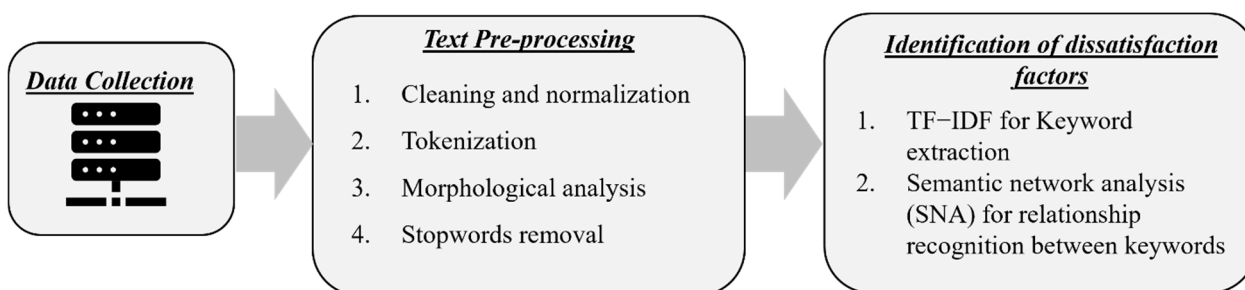 Data Collection
Text Pre-processing
1. Cleaning and normalization
2. Tokenization
3. Morphological analysis
4. Stopwords removal
Identification of dissatisfaction
factors
1. TF−IDF for Keyword
extraction
2. Semantic network analysis
(SNA) for relationship
recognition between keywords